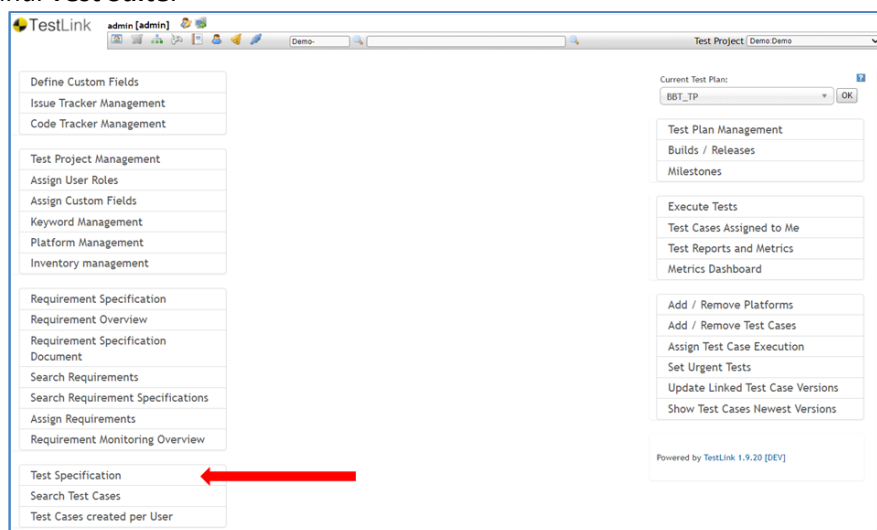 TestLink admin [admin]
Demo- Test Project Demo:Demo
Define Custom Fields
Issue Tracker Management
Code Tracker Management
Test Project Management
Assign User Roles
Assign Custom Fields
Keyword Management
Platform Management
Inventory management
Requirement Specification
Requirement Overview
Requirement Specification
Document
Search Requirements
Search Requirement Specifications
Assign Requirements
Requirement Monitoring Overview
Test Specification
Search Test Cases
Test Cases created per User
Current Test Plan: ?
BBT_TP OK
Test Plan Management
Builds / Releases
Milestones
Execute Tests
Test Cases Assigned to Me
Test Reports and Metrics
Metrics Dashboard
Add / Remove Platforms
Add / Remove Test Cases
Assign Test Case Execution
Set Urgent Tests
Update Linked Test Case Versions
Show Test Cases Newest Versions
Powered by TestLink 1.9.20 [DEV]